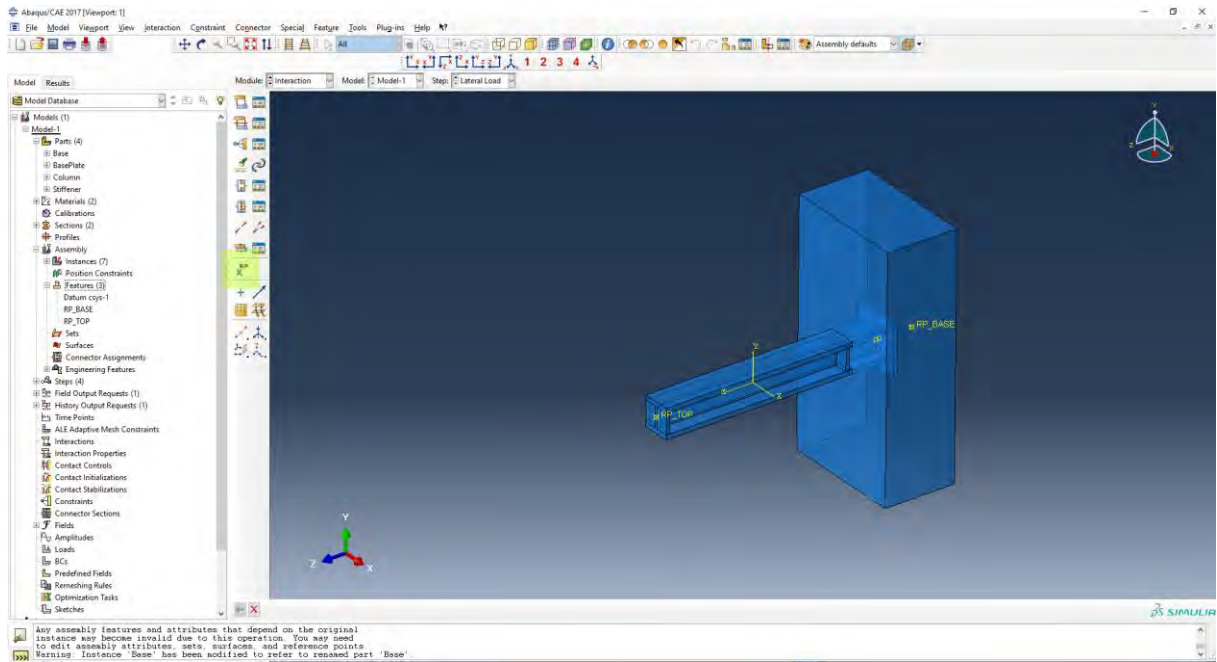 Abaqus/CAE 2017 [Viewport: 1]
File Model Viewport View Interaction Constraint Connector Special Feature Tools Plug-ins Help
All
Assembly defaults
1 2 3 4
Model Results
Module: Interaction Model: Model-1 Step: Lateral Load
Model Database
Models (1)
Model-1
Parts (4)
Base
BasePlate
Column
Stiffener
Materials (2)
Calibrations
Sections (2)
Profiles
Assembly
Instances (7)
Position Constraints
Features (3)
Datum csys-1
RP_BASE
RP_TOP
Sets
Surfaces
Connector Assignments
Engineering Features
Steps (4)
Field Output Requests (1)
History Output Requests (1)
Time Points
ALE Adaptive Mesh Constraints
Interactions
Interaction Properties
Contact Controls
Contact Initializations
Contact Stabilizations
Constraints
Connector Sections
Fields
Amplitudes
Loads
BCs
Predefined Fields
Remeshing Rules
Optimization Tasks
Sketches
RP_BASE
RP_TOP
Y
Z
X
SIMULIA
Any assembly features and attributes that depend on the original
instance may become invalid due to this operation. You may need
to edit assembly attributes, sets, surfaces, and reference points
Warning: Instance 'Base' has been modified to refer to renamed part 'Base'.